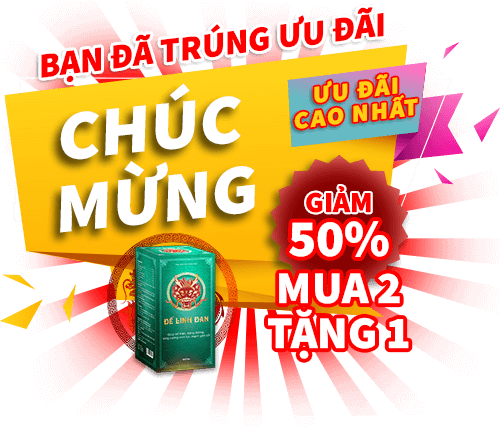 BẠN ĐÃ TRÚNG ƯU ĐÃI
ƯU ĐÃI
CAO NHẤT
CHÚC
MỪNG
GIẢM
50%
MUA 2
TẶNG 1
ĐẾ LINH ĐAN